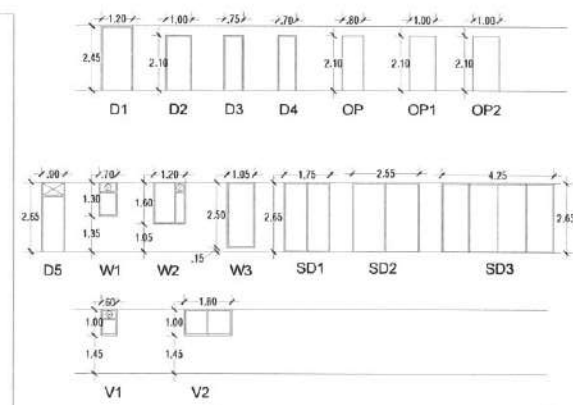 1.20 1.00 .75 .70 .80 1.00 1.00
2.45 2.10 2.10 2.10 2.10
D1 D2 D3 D4 OP OP1 OP2
.70 1.20 1.05 1.75 2.55 4.25
2.65 1.30 1.35 1.60 1.05 2.50 .15 2.65 2.65
D5 W1 W2 W3 SD1 SD2 SD3
.60 1.80
1.00 1.00
1.45 1.45
V1 V2